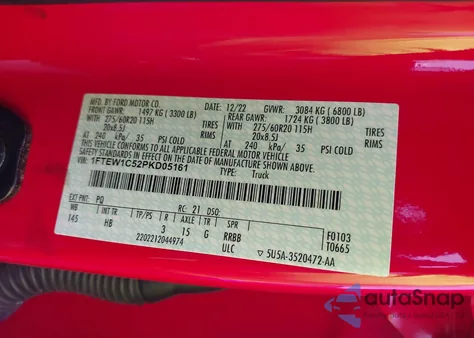 MFD. BY FORD MOTOR CO.
DATE: 12/22 GVWR: 3084 KG ( 6800 LB)
FRONT GAWR: 1497 KG ( 3300 LB) REAR GAWR: 1724 KG ( 3800 LB)
WITH 275/60R20 115H TIRES WITH 275/60R20 115H TIRES
20x8.5J RIMS 20x8.5J RIMS
AT 240 kPa/ 35 PSI COLD AT 240 kPa/ 35 PSI COLD
THIS VEHICLE CONFORMS TO ALL APPLICABLE FEDERAL MOTOR VEHICLE
SAFETY STANDARDS IN EFFECT ON THE DATE OF MANUFACTURE SHOWN ABOVE.
1FTEW1C52PKD05161 TYPE: Truck
EXT PNT: PQ RC: 21 DSO:
WB INT TR TP R AXLE TR SPR F0103
145 HB 3 15 G RRBB T0665
2202212044974 ULC 5U5A-3520472-AA
autoSnap